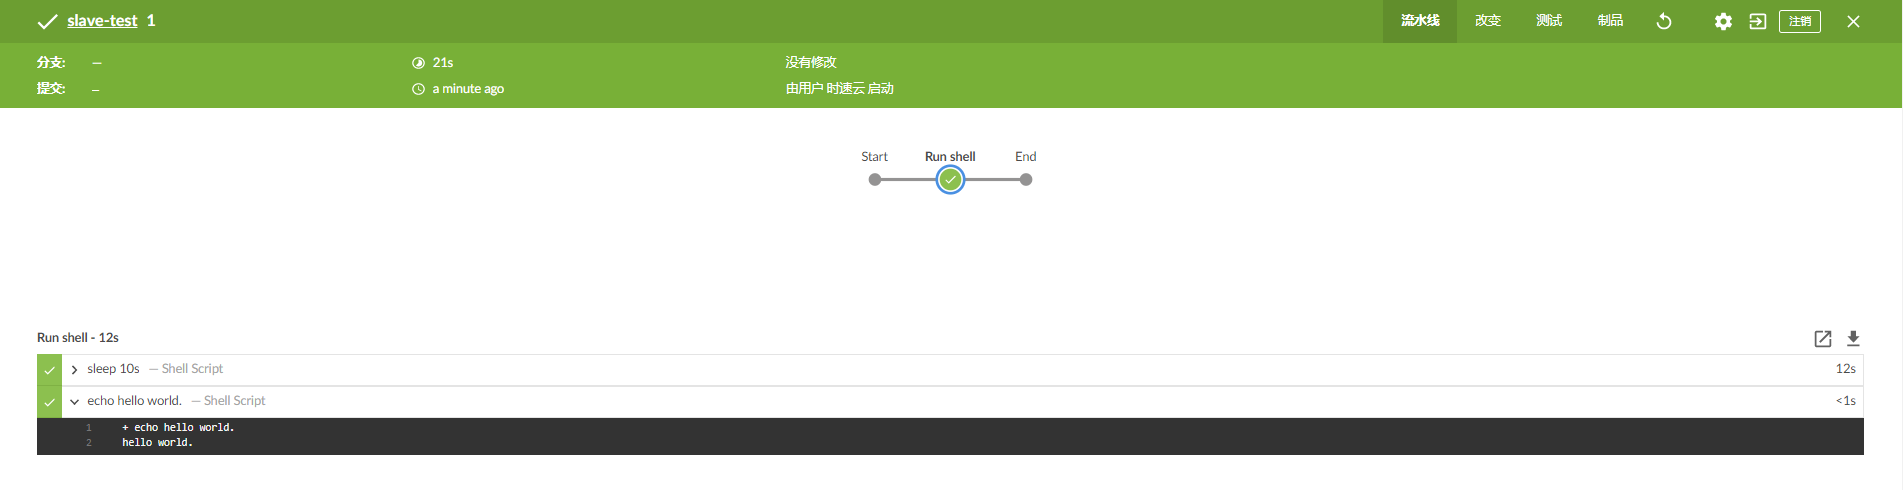 slave-test 1 流水线 改变 测试 制品 注销
分支: — 21s 没有修改
提交: – a minute ago 由用户 时速云 启动
Start Run shell End
Run shell - 12s
sleep 10s — Shell Script 12s
echo hello world. — Shell Script <1s
1 + echo hello world.
2 hello world.